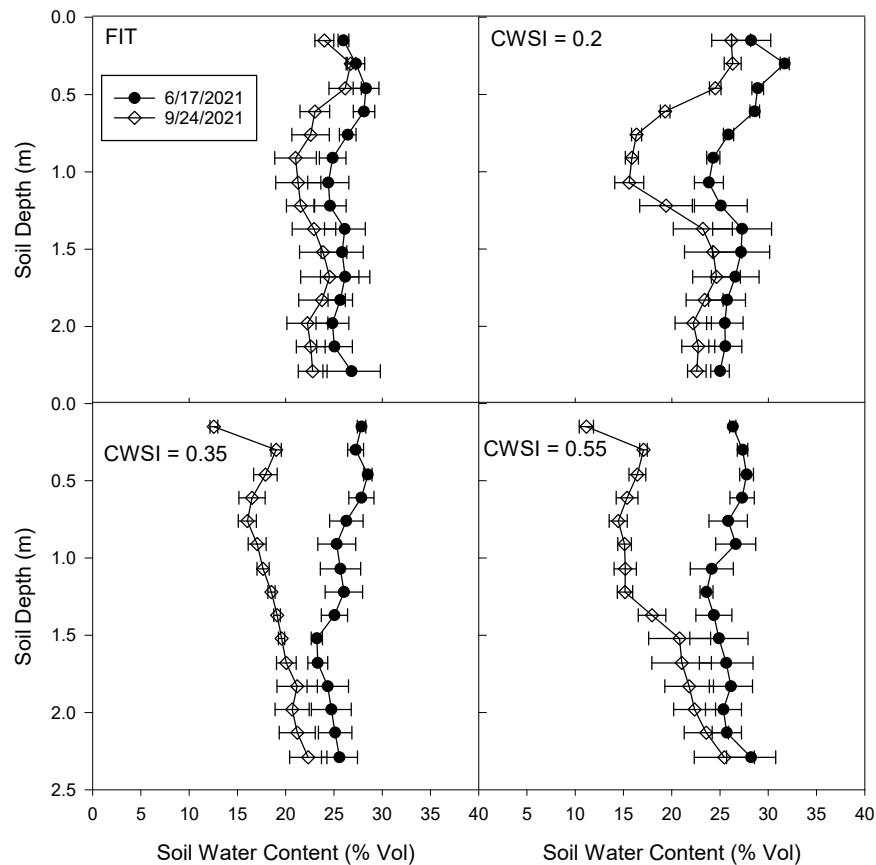 FIT
CWSI = 0.2
6/17/2021
9/24/2021
0.0
0.5
1.0
1.5
2.0
Soil Depth (m)
CWSI = 0.35
CWSI = 0.55
0.0
0.5
1.0
1.5
2.0
2.5
Soil Depth (m)
0 5 10 15 20 25 30 35 40 5 10 15 20 25 30 35 40
Soil Water Content (% Vol) Soil Water Content (% Vol)